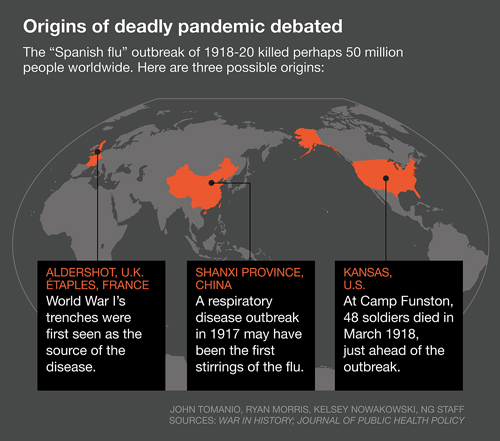 Origins of deadly pandemic debated
The “Spanish flu” outbreak of 1918-20 killed perhaps 50 million
people worldwide. Here are three possible origins:
ALDERSHOT, U.K.
ÉTAPLES, FRANCE
World War I’s
trenches were
first seen as the
source of the
disease.
SHANXI PROVINCE,
CHINA
A respiratory
disease outbreak
in 1917 may have
been the first
stirrings of the flu.
KANSAS,
U.S.
At Camp Funston,
48 soldiers died in
March 1918,
just ahead of the
outbreak.
JOHN TOMANIO, RYAN MORRIS, KELSEY NOWAKOWSKI, NG STAFF
SOURCES: WAR IN HISTORY; JOURNAL OF PUBLIC HEALTH POLICY